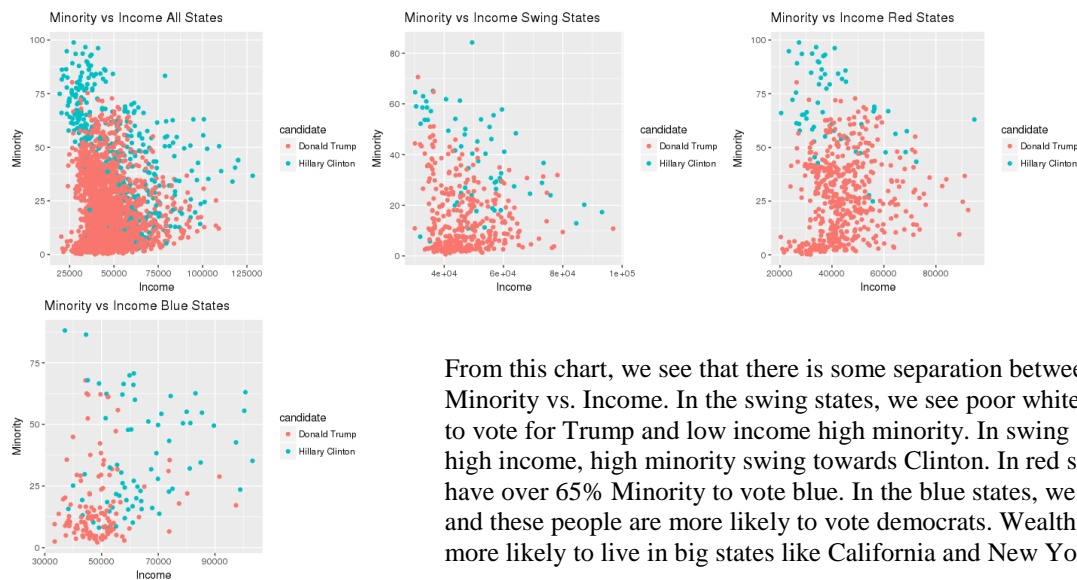 Minority vs Income All States
100
75
50
25
0
Minority
25000 50000 75000 100000 125000
Income
candidate
Donald Trump
Hillary Clinton
Minority vs Income Swing States
80
60
40
20
0
Minority
4e+04 6e+04 8e+04 1e+05
Income
candidate
Donald Trump
Hillary Clinton
Minority vs Income Red States
100
75
50
25
0
Minority
20000 40000 60000 80000
Income
candidate
Donald Trump
Hillary Clinton
Minority vs Income Blue States
75
50
25
0
Minority
30000 50000 70000 90000
Income
candidate
Donald Trump
Hillary Clinton
From this chart, we see that there is some separation betwee
Minority vs. Income. In the swing states, we see poor white
to vote for Trump and low income high minority. In swing
high income, high minority swing towards Clinton. In red s
have over 65% Minority to vote blue. In the blue states, we
and these people are more likely to vote democrats. Wealth
more likely to live in big states like California and New Yo